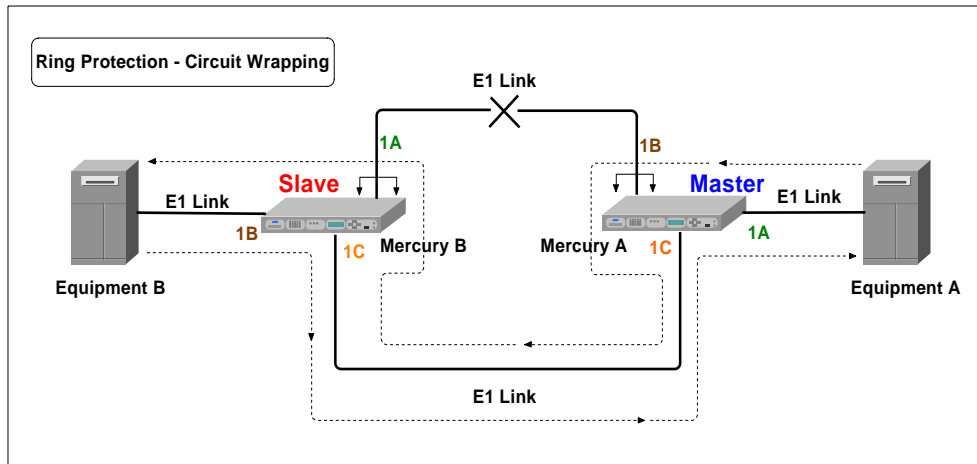 Ring Protection - Circuit Wrapping
E1 Link
1A
1B
Slave
Master
E1 Link
E1 Link
1B
1C
Mercury B
Mercury A
1C
1A
Equipment B
Equipment A
E1 Link